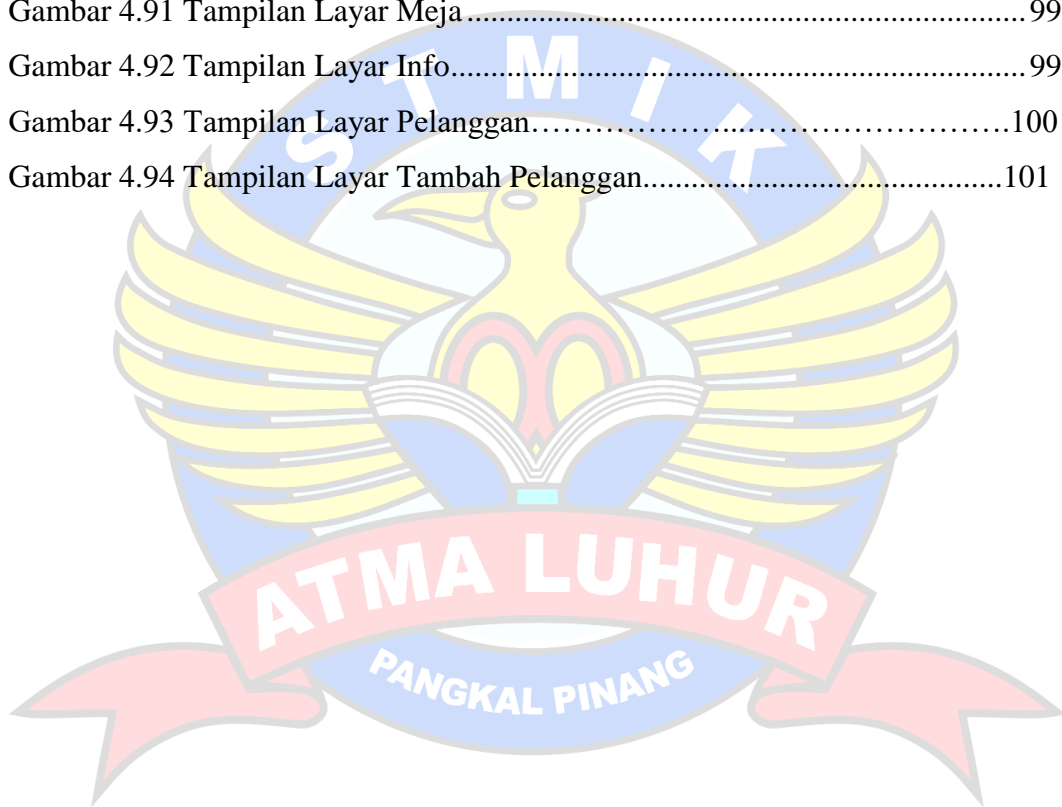 Gambar 4.91 Tampilan Layar Meja.....................................................................99
Gambar 4.92 Tampilan Layar Info.......................................................................99
Gambar 4.93 Tampilan Layar Pelanggan………………...………………………….100
Gambar 4.94 Tampilan Layar Tambah Pelanggan............................................101
STMIK
ATMA LUHUR
PANGKAL PINANG